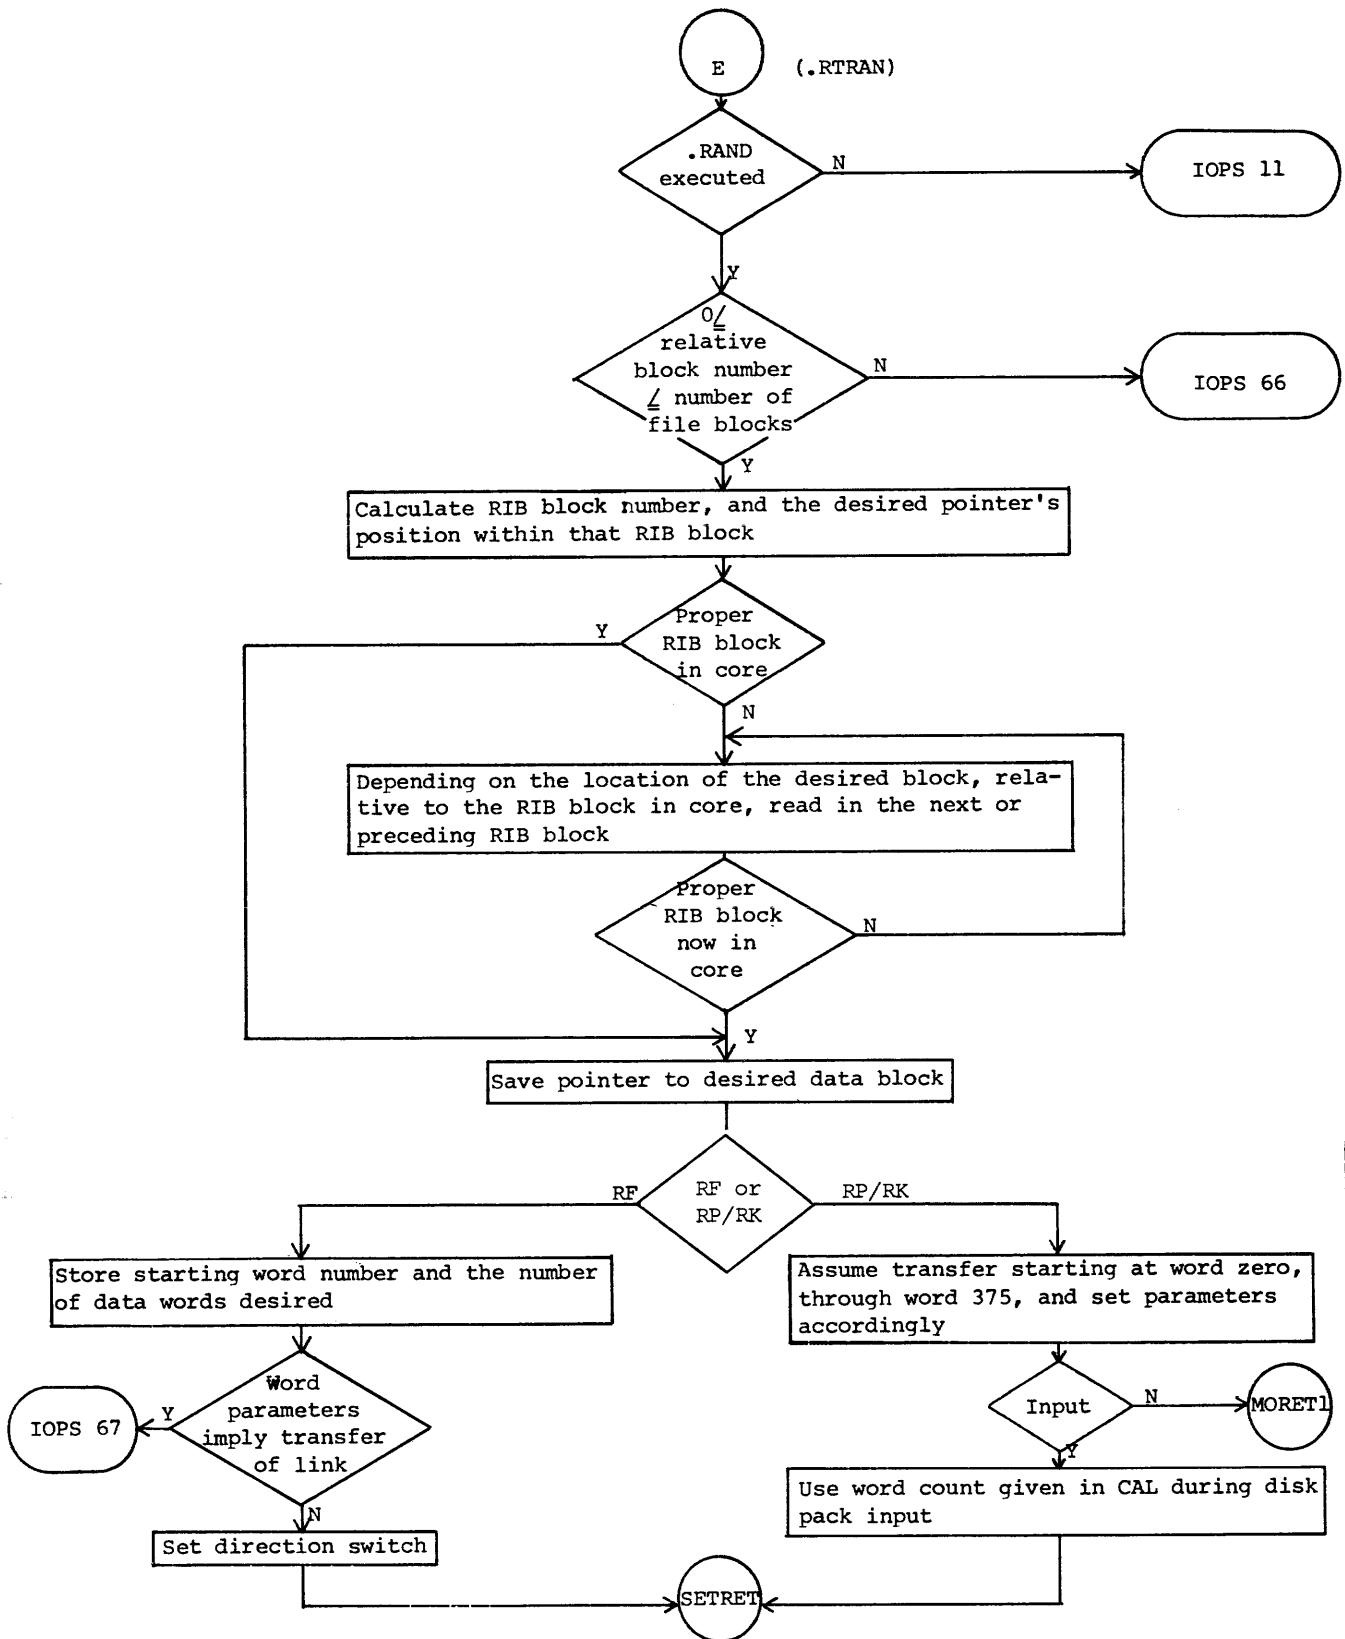 E (.RTRAN)
.RAND
executed
N
IOPS 11
Y
0≤
relative
block number
≤ number of
file blocks
N
IOPS 66
Y
Calculate RIB block number, and the desired pointer's
position within that RIB block
Proper
RIB block
in core
Y
N
Depending on the location of the desired block, rela-
tive to the RIB block in core, read in the next or
preceding RIB block
Proper
RIB block
now in
core
N
Y
Save pointer to desired data block
RF or
RP/RK
RF
RP/RK
Store starting word number and the number
of data words desired
Word
parameters
imply transfer
of link
Y
IOPS 67
N
Set direction switch
Assume transfer starting at word zero,
through word 375, and set parameters
accordingly
Input
N
MORET1
Y
Use word count given in CAL during disk
pack input
SETRET